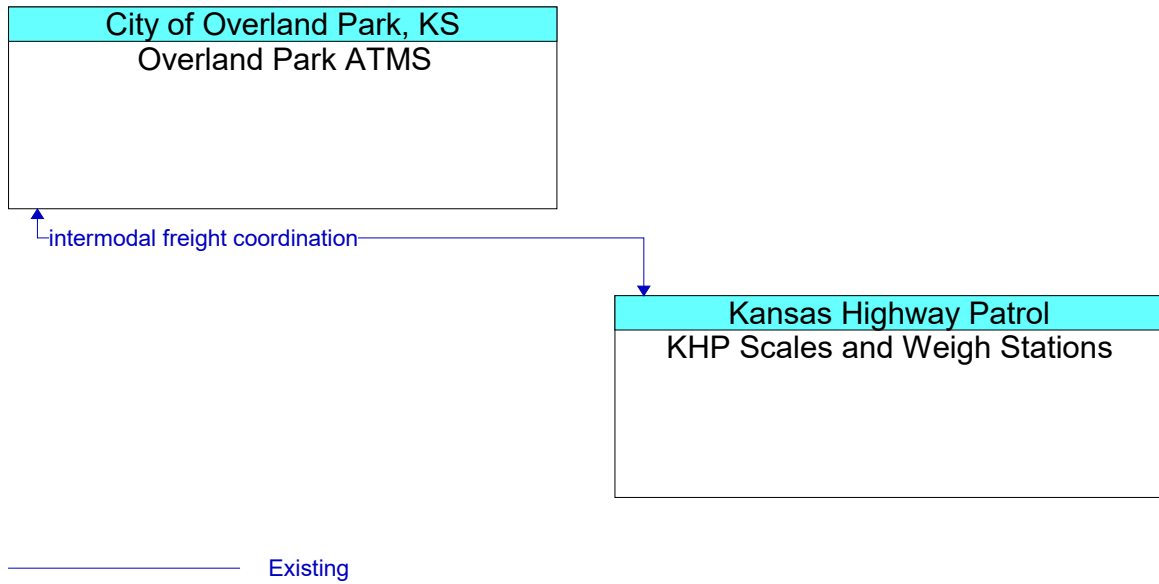 City of Overland Park, KS
Overland Park ATMS
intermodal freight coordination
Kansas Highway Patrol
KHP Scales and Weigh Stations
Existing